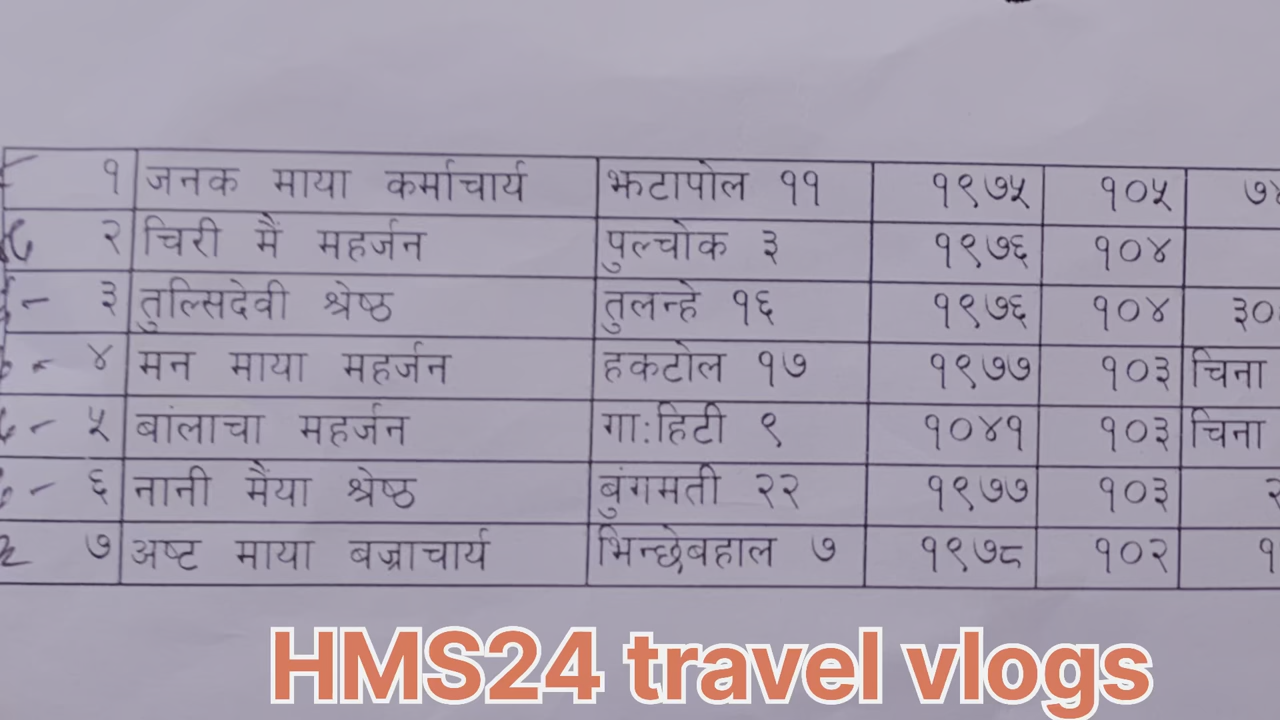 १ जनक माया कर्माचार्य झटापोल ११ १९७५ १०५
२ चिरी मैं महर्जन पुल्चोक ३ १९७६ १०४
३ तुल्सिदेवी श्रेष्ठ तुलन्हे १६ १९७६ १०४ ३०
४ मन माया महर्जन हकटोल १७ १९७७ १०३ चिना
५ बांलाचा महर्जन गाःहिटी ९ १०४१ १०३ चिना
६ नानी मैंया श्रेष्ठ बुंगमती २२ १९७७ १०३
७ अष्ट माया बज्राचार्य भिन्छेबहाल ७ १९७८ १०२ १
HMS24 travel vlogs